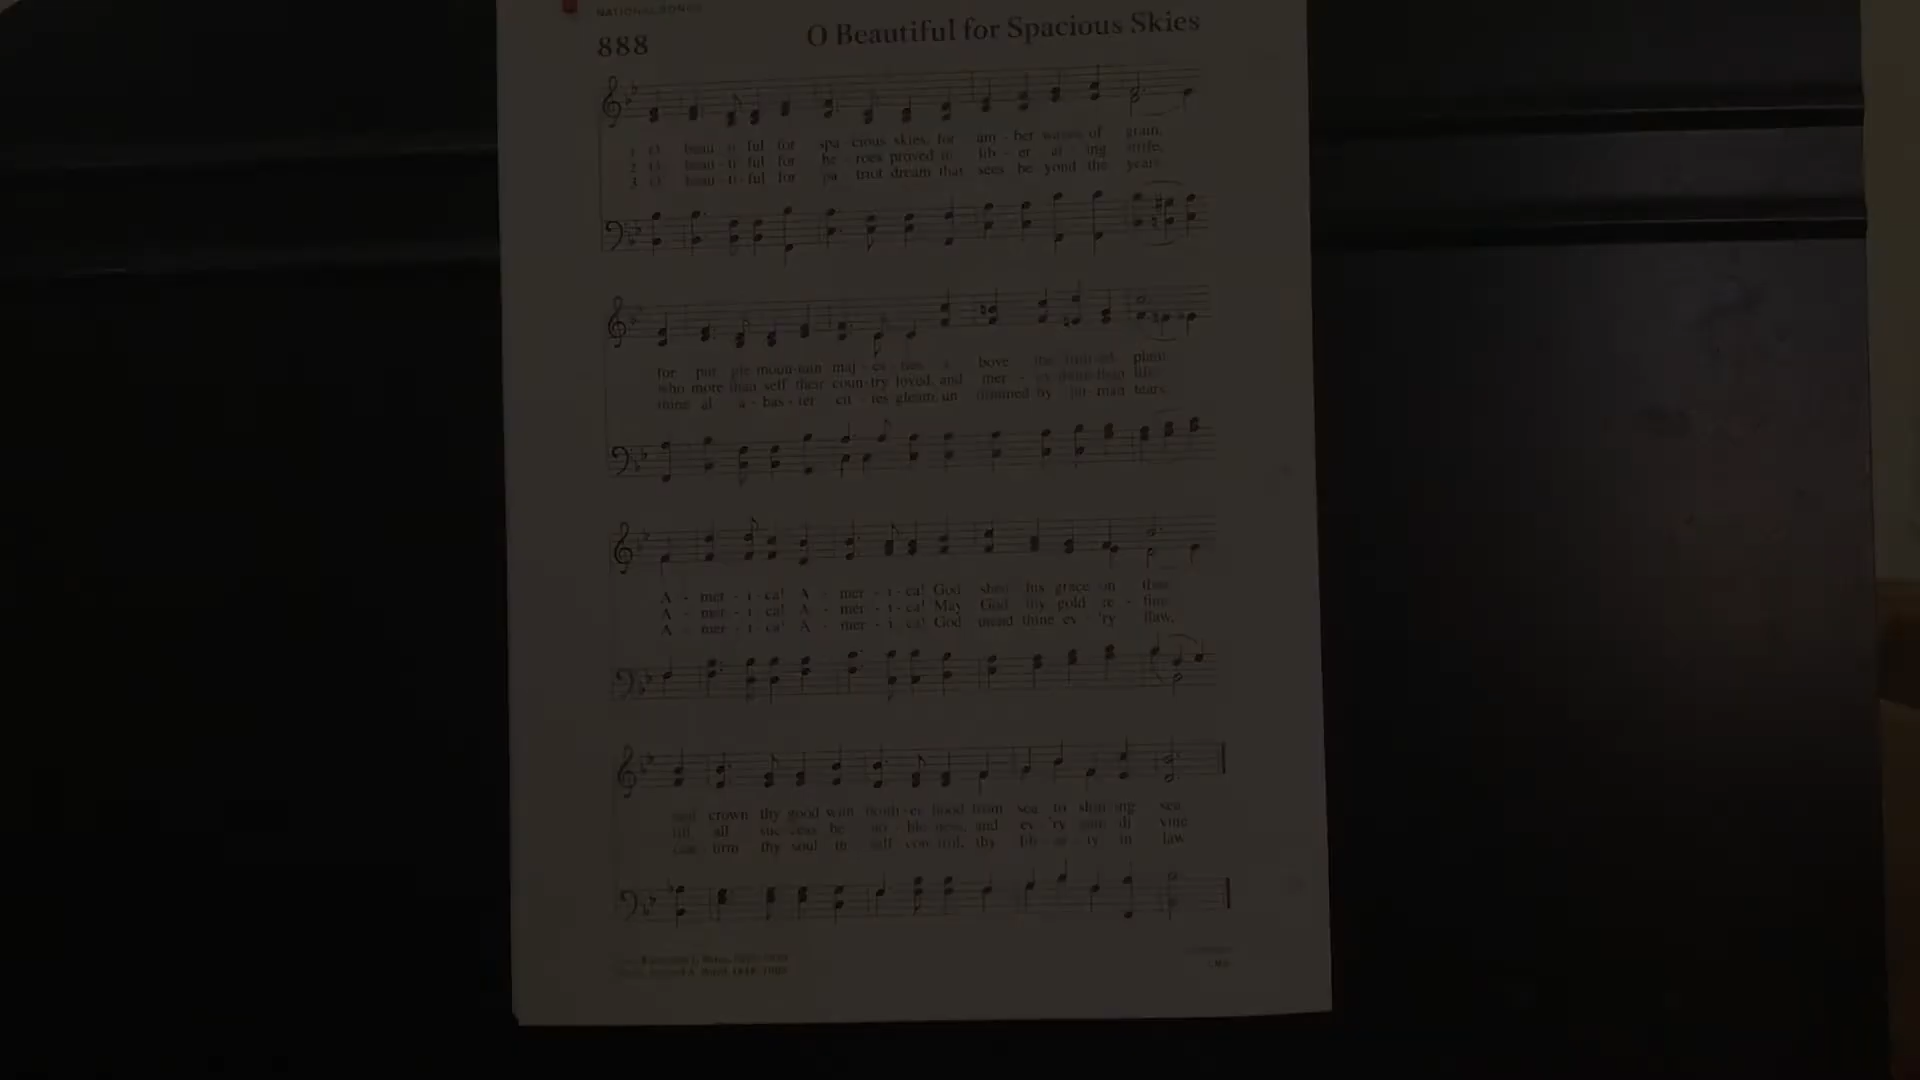 NATIONAL SONGS
888
O Beautiful for Spacious Skies
1 O beau - ti - ful for spa - cious skies, for am - ber waves of grain,
2 O beau - ti - ful for he - roes proved in lib - er - at - ing strife,
3 O beau - ti - ful for pa - triot dream that sees be - yond the years
for pur - ple moun - tain maj - es - ties a - bove the fruit - ed plain
who more than self their coun - try loved, and mer - cy more than life
thine al - a - bas - ter cit - ies gleam, un - dimmed by hu - man tears
A - mer - i - ca! A - mer - i - ca! God shed his grace on thee
A - mer - i - ca! A - mer - i - ca! May God thy gold re - fine
A - mer - i - ca! A - mer - i - ca! God mend thine ev - 'ry flaw,
and crown thy good with broth - er - hood from sea to shin - ing sea.
till all suc - cess be no - ble - ness, and ev - 'ry gain di - vine
con - firm thy soul in self - con - trol, thy lib - er - ty in law